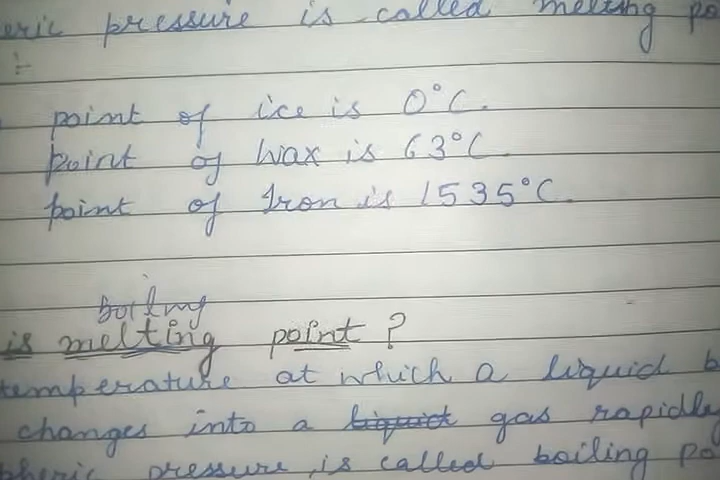 eric pressure is called melting po
:-
point of ice is 0°C.
point of wax is 63°C
point of Iron is 1535°C.
boiling
is melting point ?
temperature at which a liquid b
changes into a liquid gas rapidly
pheric pressure, is called boiling po